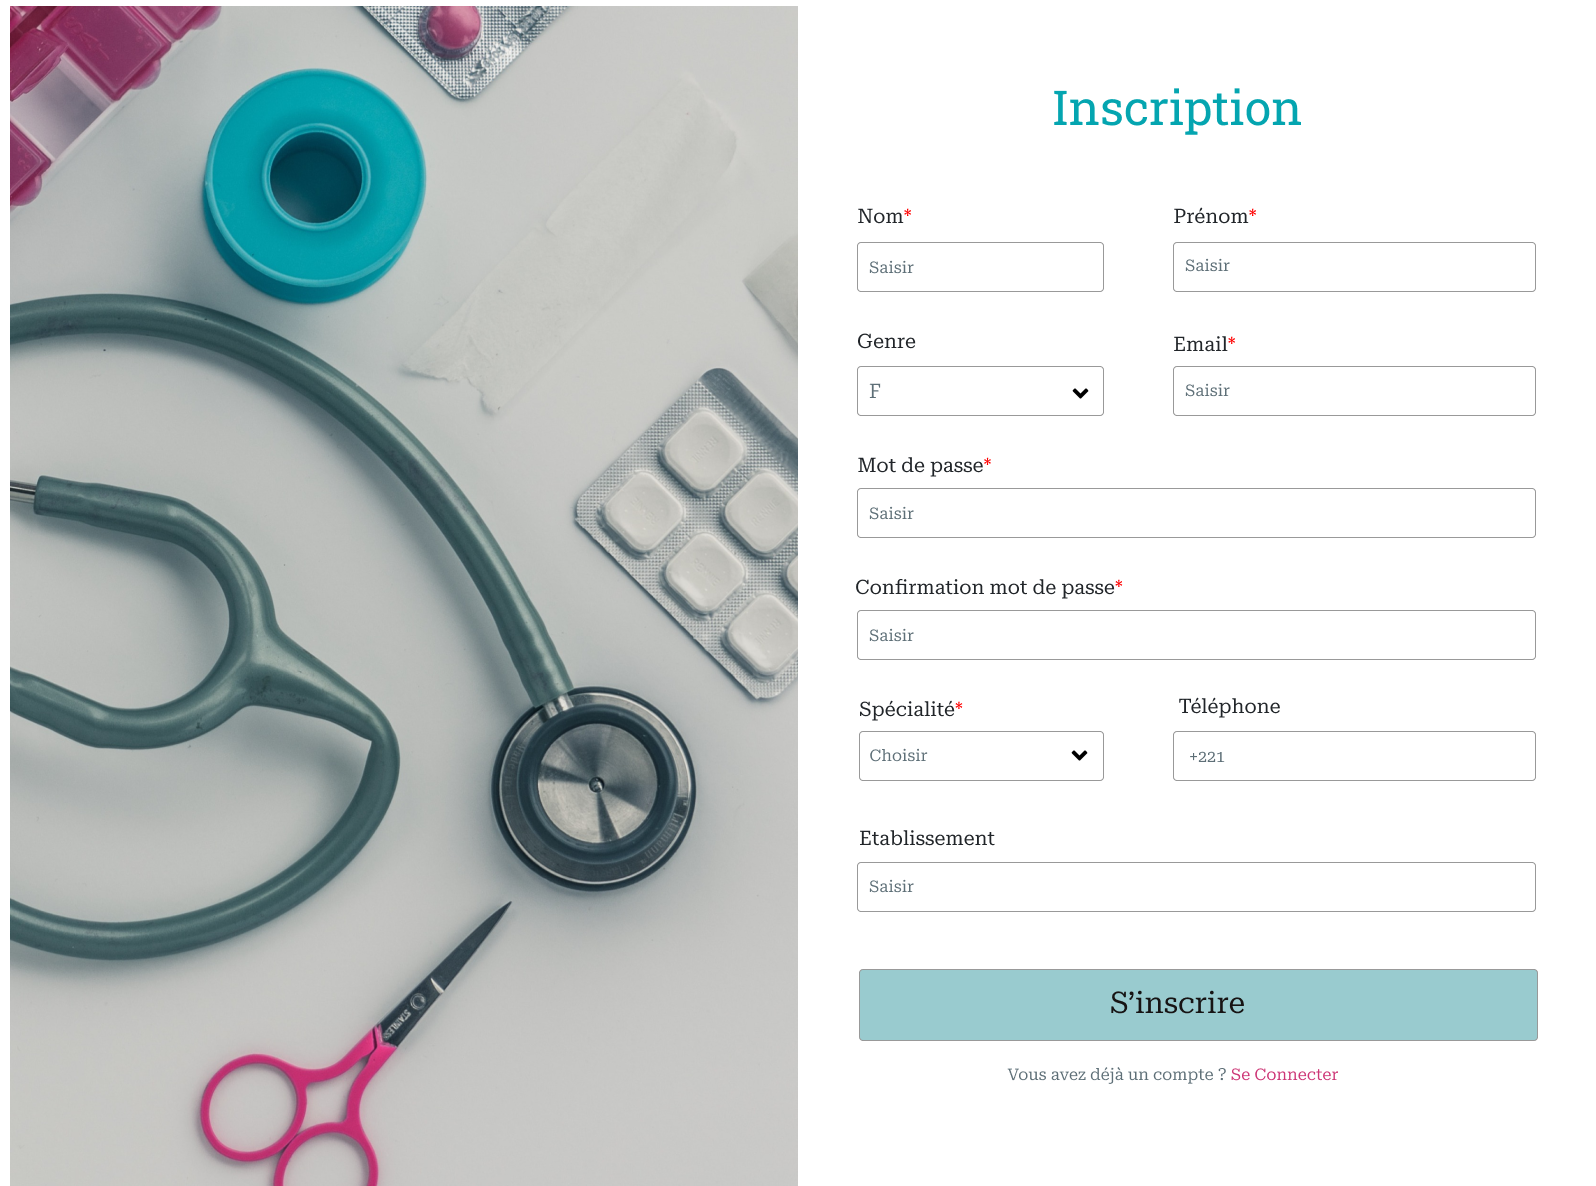 Inscription
Nom*
Prénom*
Saisir
Saisir
Genre
Email*
F
Saisir
Mot de passe*
Saisir
Confirmation mot de passe*
Saisir
Spécialité*
Téléphone
Choisir
+221
Etablissement
Saisir
S’inscrire
Vous avez déjà un compte ? Se Connecter